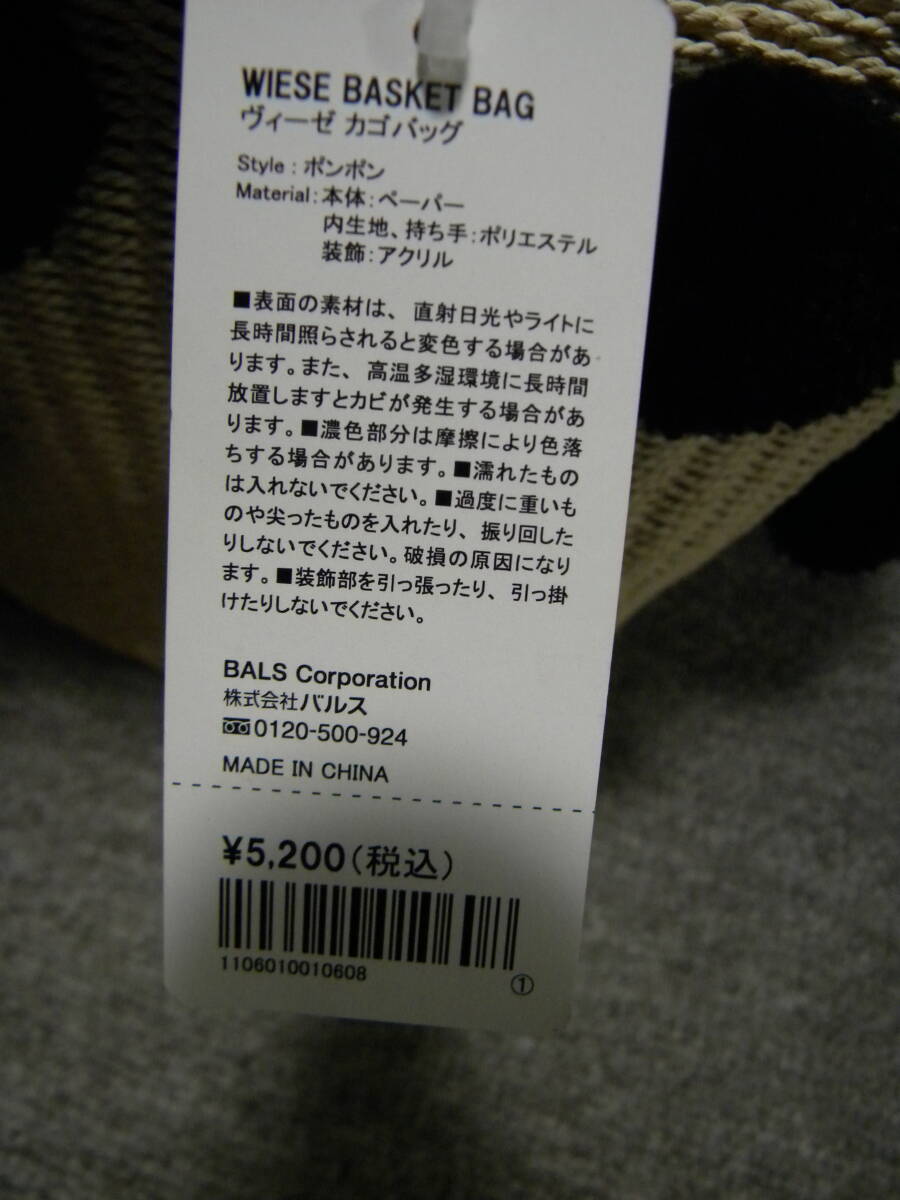 WIESE BASKET BAG
ヴィーゼ カゴバッグ
Style : ポンポン
Material : 本体 : ペーパー
内生地、持ち手 : ポリエステル
装飾 : アクリル
■表面の素材は、直射日光やライトに
長時間照らされると変色する場合があ
ります。また、高温多湿環境に長時間
放置しますとカビが発生する場合があ
ります。■濃色部分は摩擦により色落
ちする場合があります。■濡れたもの
は入れないでください。■過度に重いも
のや尖ったものを入れたり、振り回した
りしないでください。破損の原因になり
ます。■装飾部を引っ張ったり、引っ掛
けたりしないでください。
BALS Corporation
株式会社バルス
0120-500-924
MADE IN CHINA
¥5,200(税込)
1106010010608
①